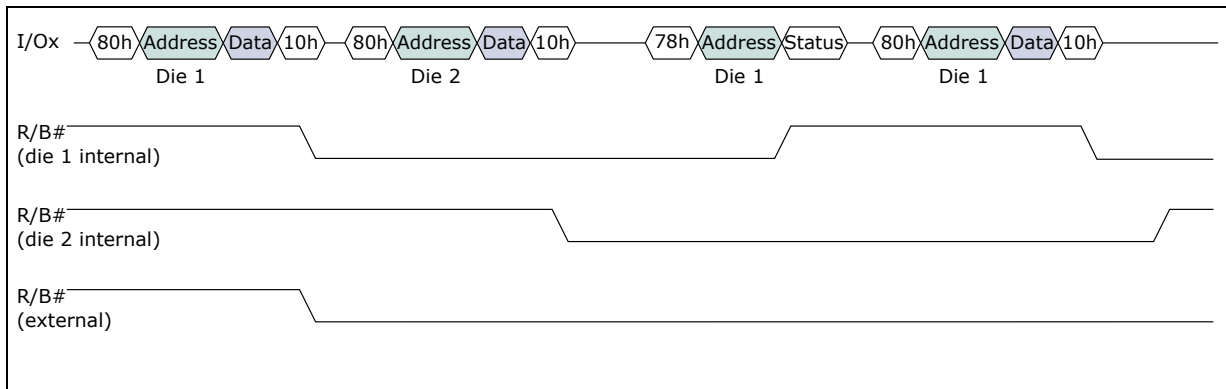 I/Ox 80h Address Data 10h 80h Address Data 10h 78h Address Status 80h Address Data 10h
Die 1 Die 2 Die 1 Die 1
R/B#
(die 1 internal)
R/B#
(die 2 internal)
R/B#
(external)